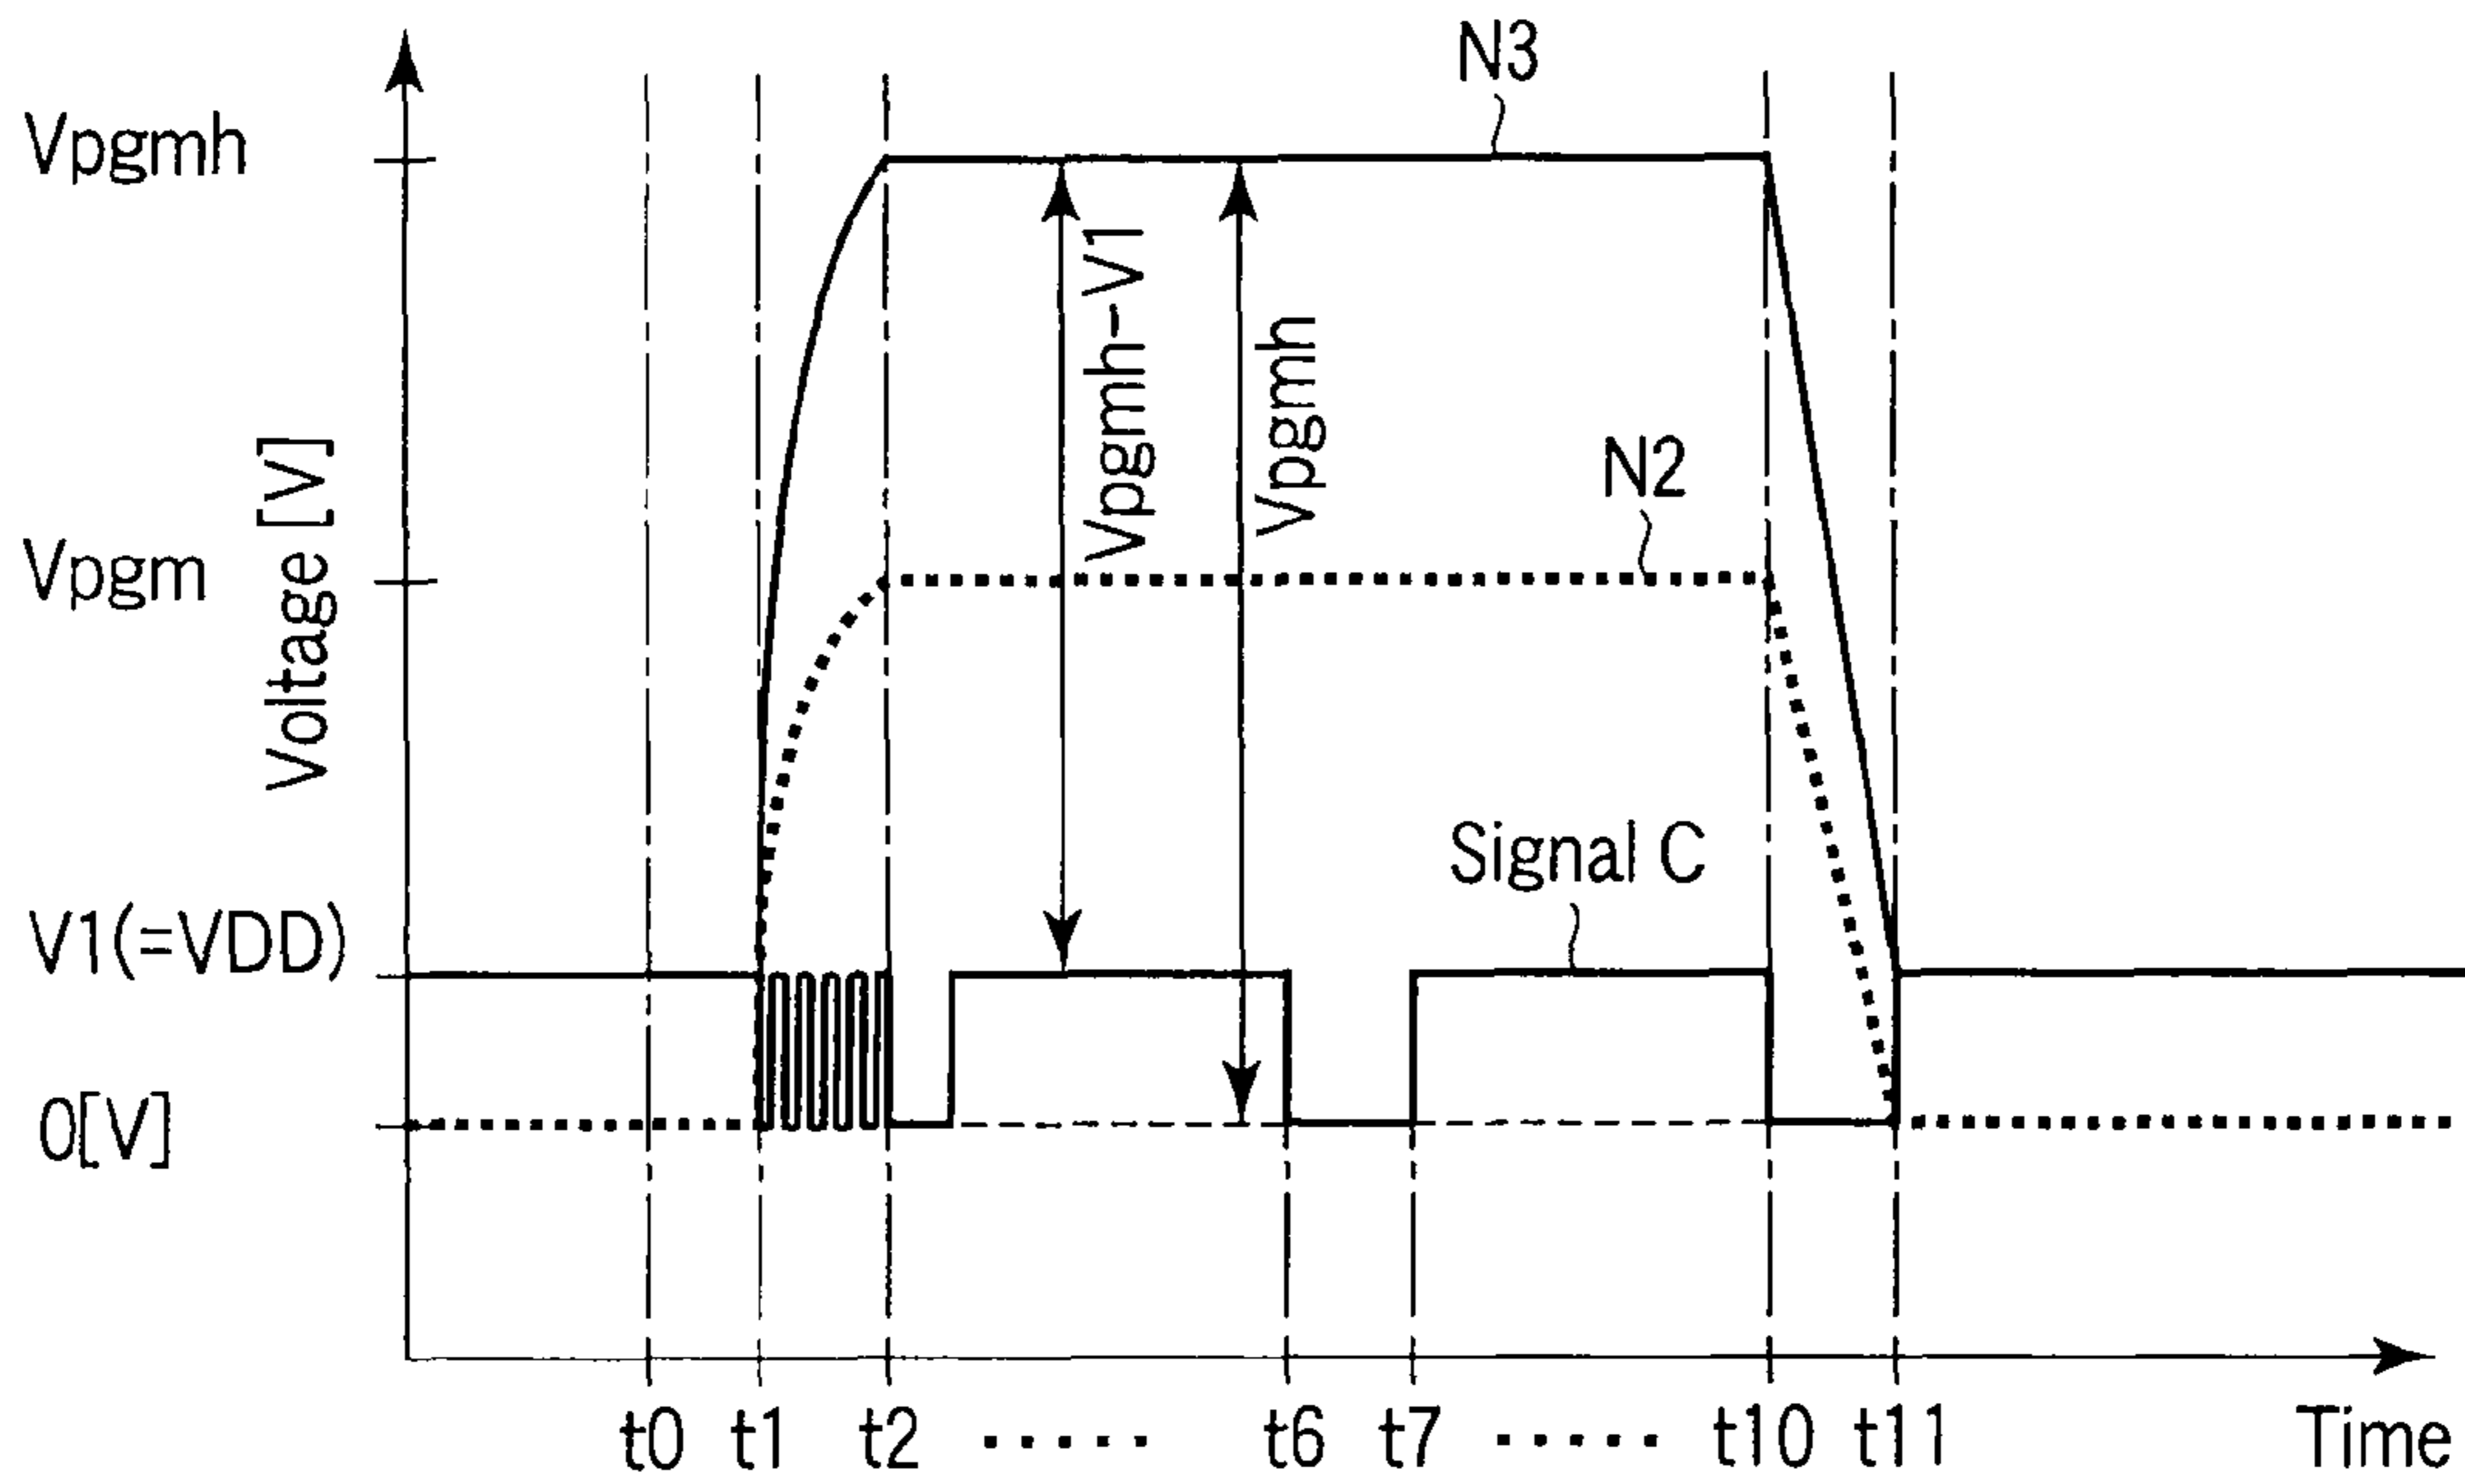 N3
Vpgmh
Vpgmh-V1
Vpgmh
N2
Voltage [V]
Vpgm
Signal C
V1(=VDD)
0[V]
t0 t1 t2 ····· t6 t7 ····· t10 t11 Time